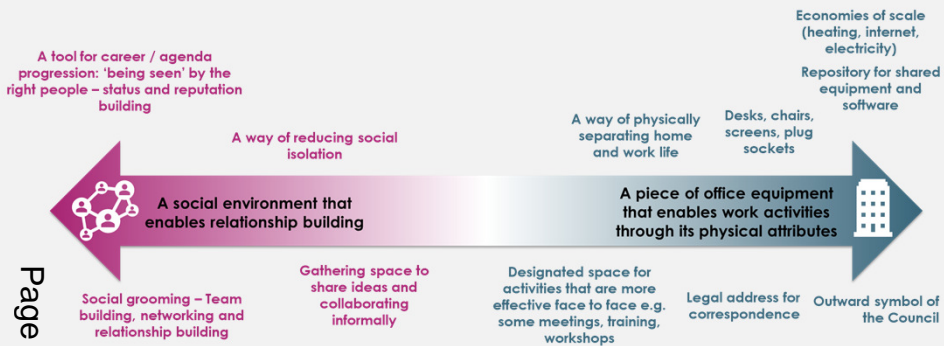 Economies of scale
(heating, internet,
electricity)
A tool for career / agenda
progression: ‘being seen’ by the
right people – status and reputation
building
Repository for shared
equipment and
software
A way of reducing social
isolation
A way of physically
separating home
and work life
Desks, chairs,
screens, plug
sockets
A social environment that
enables relationship building
A piece of office equipment
that enables work activities
through its physical attributes
Social grooming – Team
building, networking and
relationship building
Gathering space to
share ideas and
collaborating
informally
Designated space for
activities that are more
effective face to face e.g.
some meetings, training,
workshops
Legal address for
correspondence
Outward symbol of
the Council
Page